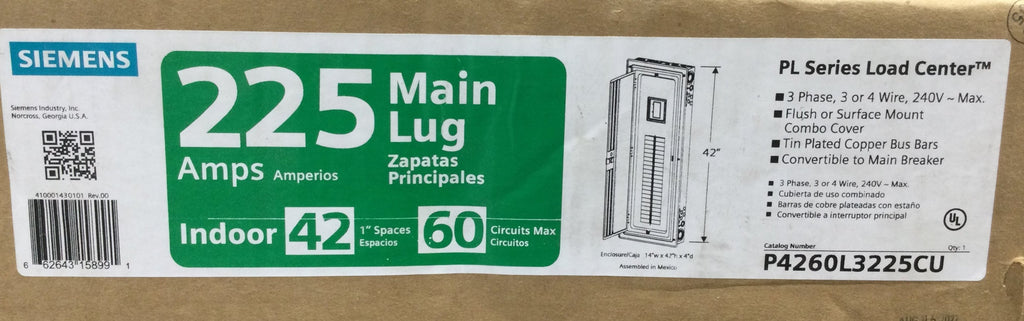 SIEMENS
Siemens Industry, Inc.
Norcross, Georgia U.S.A.
410001430101 Rev.00
6 62643 15899 1
225
Amps Amperios
Main
Lug
Zapatas
Principales
Indoor 42 1" Spaces
Espacios
60 Circuits Max
Circuitos
42"
Enclosure/Caja 14"w x 42"h x 4"d
Assembled in Mexico
PL Series Load Center™
3 Phase, 3 or 4 Wire, 240V ~ Max.
Flush or Surface Mount
Combo Cover
Tin Plated Copper Bus Bars
Convertible to Main Breaker
3 Phase, 3 or 4 Wire, 240V ~ Max.
Cubierta de uso combinado
Barras de cobre plateadas con estaño
Convertible a interruptor principal
UL
Catalog Number
Qty: 1
P4260L3225CU